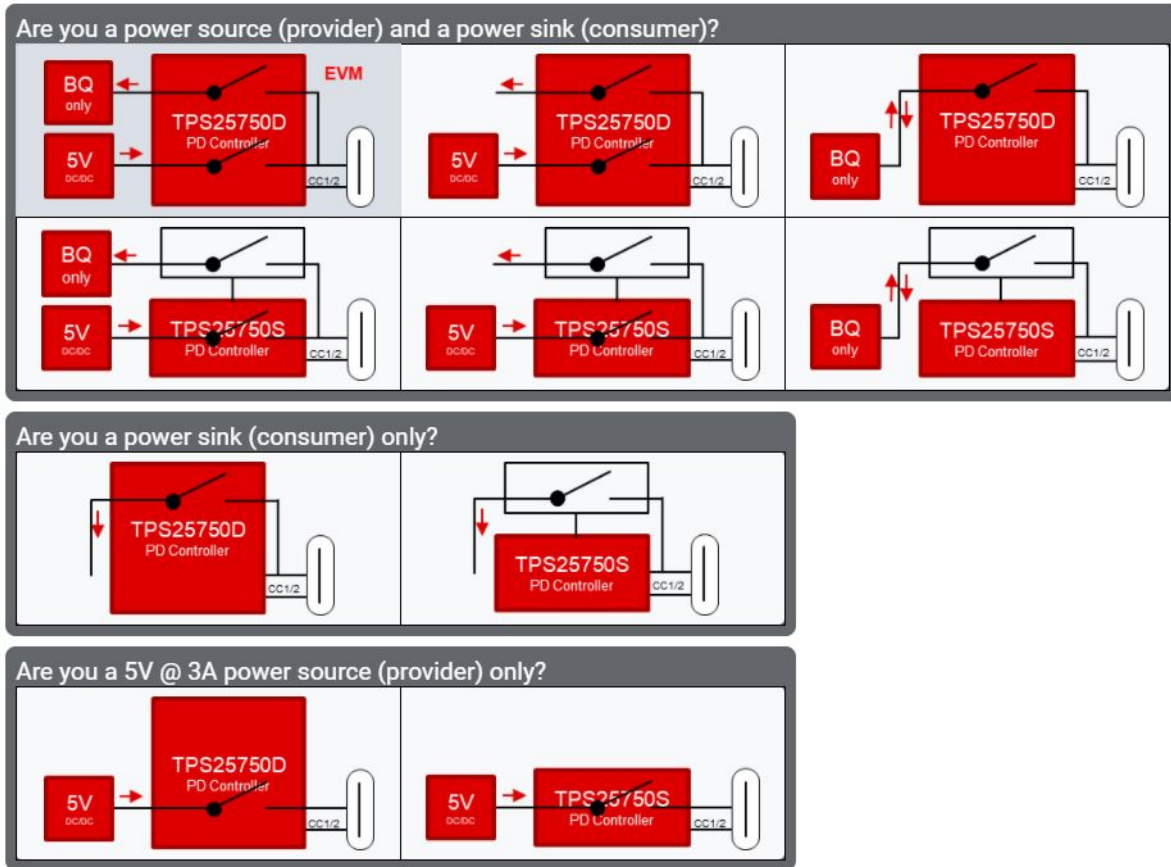 Are you a power source (provider) and a power sink (consumer)?
BQ
only
EVM
TPS25750D
PD Controller
5V
DC/DC
CC1/2
TPS25750D
PD Controller
5V
DC/DC
CC1/2
TPS25750D
PD Controller
BQ
only
CC1/2
BQ
only
5V
DC/DC
TPS25750S
PD Controller
CC1/2
5V
DC/DC
TPS25750S
PD Controller
CC1/2
BQ
only
TPS25750S
PD Controller
CC1/2
Are you a power sink (consumer) only?
TPS25750D
PD Controller
CC1/2
TPS25750S
PD Controller
CC1/2
Are you a 5V @ 3A power source (provider) only?
TPS25750D
PD Controller
5V
DC/DC
CC1/2
5V
DC/DC
TPS25750S
PD Controller
CC1/2